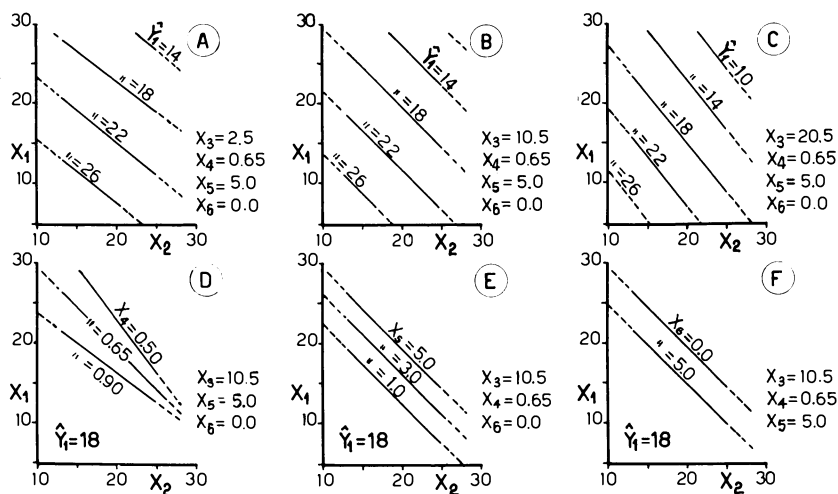 A
30
20
10
X₁
10 20 30
X₂
Ŷ₁=14
"=18
"=22
"=26
X₃=2.5
X₄=0.65
X₅=5.0
X₆=0.0
B
30
20
10
X₁
10 20 30
X₂
Ŷ₁=14
"=18
"=22
"=26
X₃=10.5
X₄=0.65
X₅=5.0
X₆=0.0
C
30
20
10
X₁
10 20 30
X₂
Ŷ₁=10
"=14
"=18
"=22
"=26
X₃=20.5
X₄=0.65
X₅=5.0
X₆=0.0
D
30
20
10
X₁
10 20 30
X₂
X₄=0.50
"=0.65
"=0.90
Ŷ₁=18
X₃=10.5
X₅=5.0
X₆=0.0
E
30
20
10
X₁
10 20 30
X₂
X₅=5.0
"=3.0
"=1.0
Ŷ₁=18
X₃=10.5
X₄=0.65
X₆=0.0
F
30
20
10
X₁
10 20 30
X₂
X₆=0.0
"=5.0
Ŷ₁=18
X₃=10.5
X₄=0.65
X₅=5.0